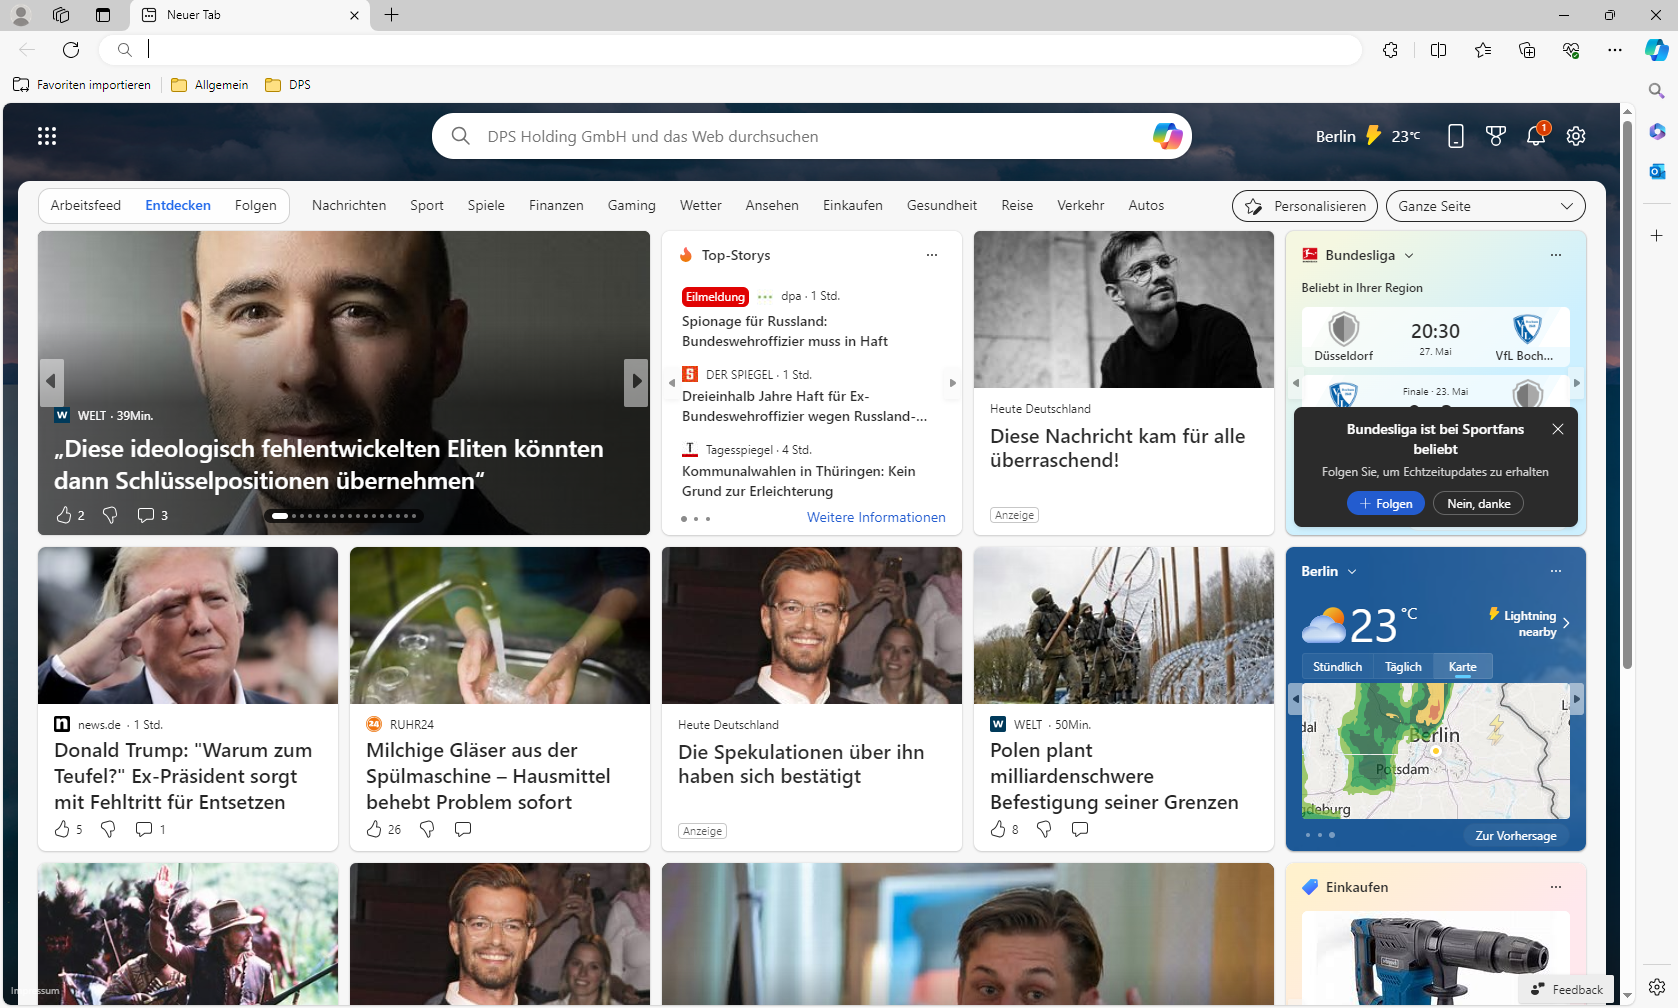 Neuer Tab
Favoriten importieren
Allgemein
DPS
DPS Holding GmbH und das Web durchsuchen
Berlin
23°C
1
Arbeitsfeed
Entdecken
Folgen
Nachrichten
Sport
Spiele
Finanzen
Gaming
Wetter
Ansehen
Einkaufen
Gesundheit
Reise
Verkehr
Autos
Personalisieren
Ganze Seite
WELT · 39Min.
„Diese ideologisch fehlentwickelten Eliten könnten
dann Schlüsselpositionen übernehmen“
2
3
Top-Storys
Eilmeldung
dpa · 1 Std.
Spionage für Russland:
Bundeswehroffizier muss in Haft
DER SPIEGEL · 1 Std.
Dreieinhalb Jahre Haft für Ex-
Bundeswehroffizier wegen Russland-...
Tagesspiegel · 4 Std.
Kommunalwahlen in Thüringen: Kein
Grund zur Erleichterung
Weitere Informationen
Heute Deutschland
Diese Nachricht kam für alle
überraschend!
Anzeige
Bundesliga
Beliebt in Ihrer Region
Düsseldorf
20:30
27. Mai
VfL Boch...
Finale · 23. Mai
Bundesliga ist bei Sportfans
beliebt
Folgen Sie, um Echtzeitupdates zu erhalten
Folgen
Nein, danke
news.de · 1 Std.
Donald Trump: "Warum zum
Teufel?" Ex-Präsident sorgt
mit Fehltritt für Entsetzen
5
1
24
RUHR24
Milchige Gläser aus der
Spülmaschine – Hausmittel
behebt Problem sofort
26
Heute Deutschland
Die Spekulationen über ihn
haben sich bestätigt
Anzeige
WELT · 50Min.
Polen plant
milliardenschwere
Befestigung seiner Grenzen
8
Berlin
23 °C
Lightning
nearby
Stündlich
Täglich
Karte
dal
Berlin
Potsdam
gdeburg
Zur Vorhersage
Einkaufen
Feedback